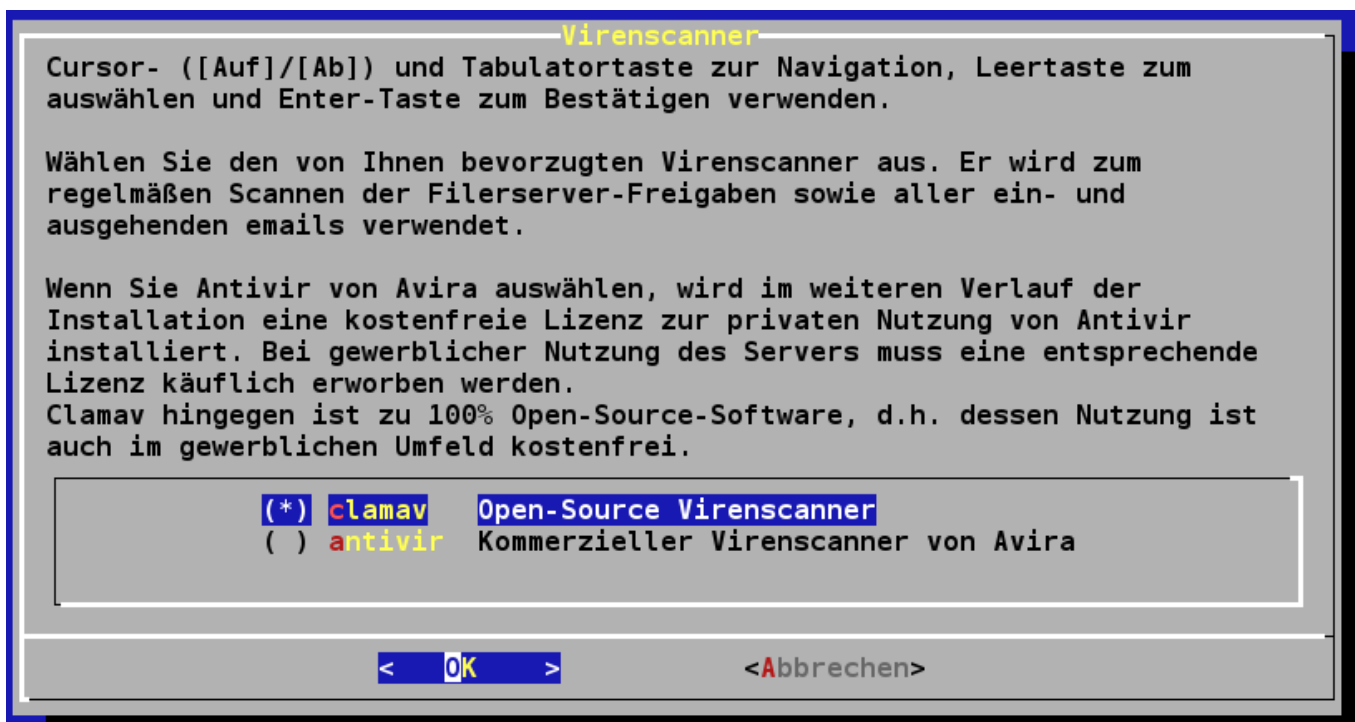 Virenscanner
Cursor- ([Auf]/[Ab]) und Tabulatortaste zur Navigation, Leertaste zum
auswählen und Enter-Taste zum Bestätigen verwenden.
Wählen Sie den von Ihnen bevorzugten Virenscanner aus. Er wird zum
regelmäßen Scannen der Filerserver-Freigaben sowie aller ein- und
ausgehenden emails verwendet.
Wenn Sie Antivir von Avira auswählen, wird im weiteren Verlauf der
Installation eine kostenfreie Lizenz zur privaten Nutzung von Antivir
installiert. Bei gewerblicher Nutzung des Servers muss eine entsprechende
Lizenz käuflich erworben werden.
Clamav hingegen ist zu 100% Open-Source-Software, d.h. dessen Nutzung ist
auch im gewerblichen Umfeld kostenfrei.
(*) clamav Open-Source Virenscanner
( ) antivir Kommerzieller Virenscanner von Avira
< OK > <Abbrechen>